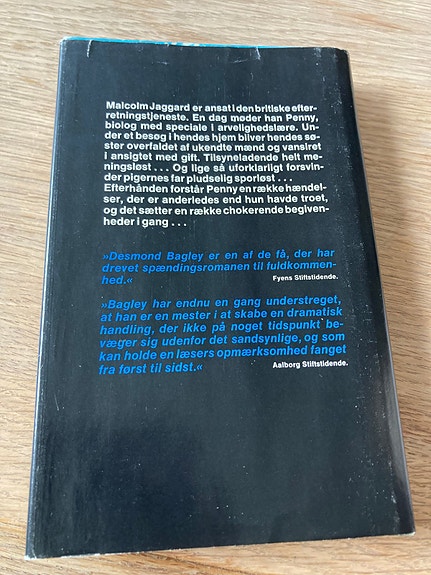 Malcolm Jaggard er ansat i den britiske efter-
retningstjeneste. En dag møder han Penny,
biolog med speciale i arvelighedslære. Un-
der et besøg i hendes hjem bliver hendes sø-
ster overfaldet af ukendte mænd og vansiret
i ansigtet med gift. Tilsyneladende helt me-
ningsløst . . . Og lige så uforklarligt forsvin-
der pigernes far pludselig sporløst . . .
Efterhånden forstår Penny en række hændel-
ser, der er anderledes end hun havde troet,
og det sætter en række chokerende begiven-
heder i gang . . .
»Desmond Bagley er en af de få, der har
drevet spændingsromanen til fuldkommen-
hed.«
Fyens Stiftstidende.
»Bagley har endnu en gang understreget,
at han er en mester i at skabe en dramatisk
handling, der ikke på noget tidspunkt be-
væger sig udenfor det sandsynlige, og som
kan holde en læsers opmærksomhed fanget
fra først til sidst.«
Aalborg Stiftstidende.